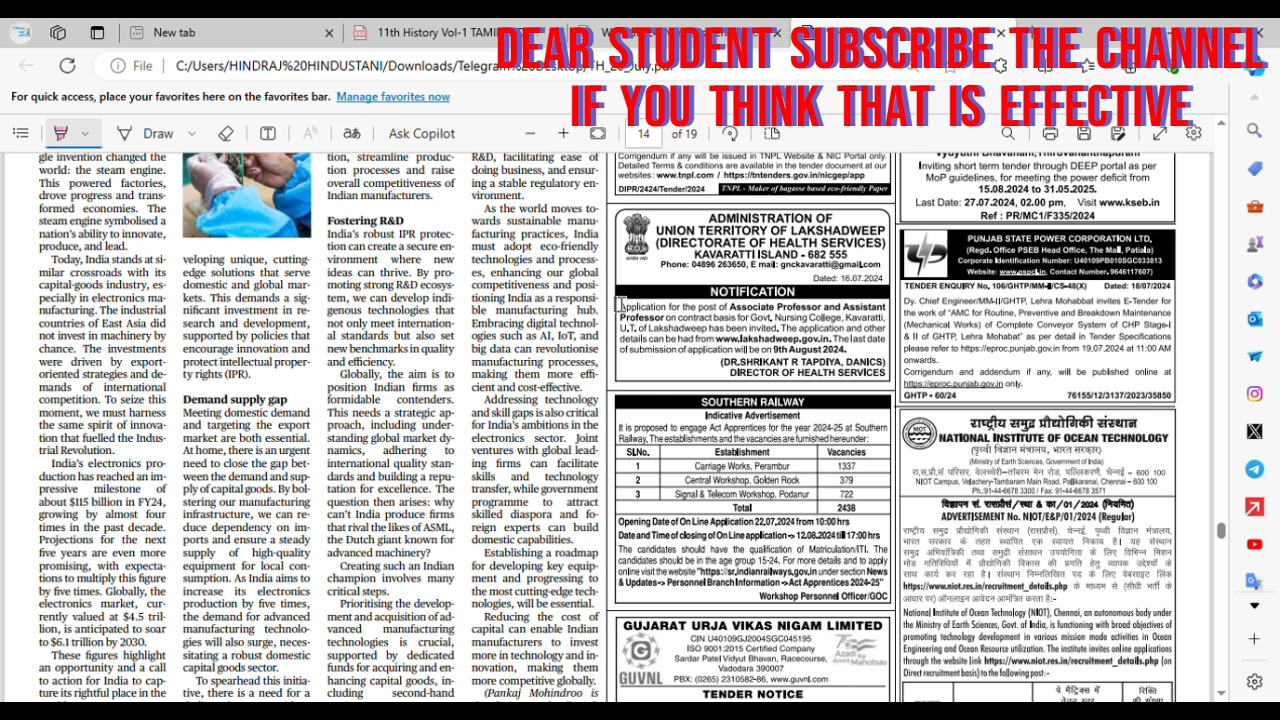 DEAR STUDENT SUBSCRIBE THE CHANNEL
IF YOU THINK THAT IS EFFECTIVE
New tab
11th History Vol-1 TAMI
File
C:/Users/HINDRAJ%20HINDUSTANI/Downloads/Telegram
For quick access, place your favorites here on the favorites bar. Manage favorites now
Draw
Ask Copilot
14 of 19
gle invention changed the
world: the steam engine.
This powered factories,
drove progress and trans-
formed economies. The
steam engine symbolised a
nation's ability to innovate,
produce, and lead.
Today, India stands at si-
milar crossroads with its
capital-goods industry, es-
pecially in electronics ma-
nufacturing. The industrial
countries of East Asia did
not invest in machinery by
chance. The investments
were driven by export-
oriented strategies and de-
mands of international
competition. To seize this
moment, we must harness
the same spirit of innova-
tion that fuelled the Indus-
trial Revolution.
India's electronics pro-
duction has reached an im-
pressive milestone of
about $115 billion in FY24,
growing by almost four
times in the past decade.
Projections for the next
five years are even more
promising, with expecta-
tions to multiply this figure
by five times. Globally, the
electronics market, cur-
rently valued at $4.5 tril-
lion, is anticipated to soar
to $6.1 trillion by 2030.
These figures highlight
an opportunity and a call
to action for India to cap-
ture its rightful place in the
veloping unique, cutting-
edge solutions that serve
domestic and global mar-
kets. This demands a sig-
nificant investment in re-
search and development,
supported by policies that
encourage innovation and
protect intellectual proper-
ty rights (IPR).
Demand supply gap
Meeting domestic demand
and targeting the export
market are both essential.
At home, there is an urgent
need to close the gap bet-
ween the demand and sup-
ply of capital goods. By bol-
stering our manufacturing
infrastructure, we can re-
duce dependency on im-
ports and ensure a steady
supply of high-quality
equipment for local con-
sumption. As India aims to
increase its electronics
production by five times,
the demand for advanced
manufacturing technolo-
gies will also surge, neces-
sitating a robust domestic
capital goods sector.
To spearhead this initia-
tive, there is a need for a
tion, streamline produc-
tion processes, and raise
overall competitiveness of
Indian manufacturers.
Fostering R&D
India's robust IPR protec-
tion can create a secure en-
vironment where new
ideas can thrive. By pro-
moting strong R&D ecosys-
tem, we can develop indi-
genous technologies that
not only meet internation-
al standards but also set
new benchmarks in quality
and efficiency.
Globally, the aim is to
position Indian firms as
formidable contenders.
This needs a strategic ap-
proach, including under-
standing global market dy-
namics, adhering to
international quality stan-
dards and building a repu-
tation for excellence. The
question then arises: why
can't India produce firms
that rival the likes of ASML,
the Dutch giant known for
advanced machinery?
Creating such an Indian
champion involves many
critical steps.
Prioritising the develop-
ment and acquisition of ad-
vanced manufacturing
technologies is crucial,
supported by dedicated
funds for acquiring and en-
hancing capital goods, in-
cluding second-hand
R&D, facilitating ease of
doing business, and ensur-
ing a stable regulatory en-
vironment.
As the world moves to-
wards sustainable manu-
facturing practices, India
must adopt eco-friendly
technologies and process-
es, enhancing our global
competitiveness and posi-
tioning India as a responsi-
ble manufacturing hub.
Embracing digital technol-
ogies such as AI, IoT, and
big data can revolutionise
manufacturing processes,
making them more effi-
cient and cost-effective.
Addressing technology
and skill gaps is also critical
for India's ambitions in the
electronics sector. Joint
ventures with global lead-
ing firms can facilitate
skills and technology
transfer, while government
programme to attract
skilled diaspora and fo-
reign experts can build
domestic capabilities.
Establishing a roadmap
for developing key equip-
ment and progressing to
the most cutting-edge tech-
nologies, will be essential.
Reducing the cost of
capital can enable Indian
manufacturers to invest
more in technology and in-
novation, making them
more competitive globally.
(Pankaj Mohindroo is
Corrigendum if any will be issued in TNPL Website & NIC Portal only.
Detailed Terms & conditions are available in the tender document at our
websites : www.tnpl.com / https://tntenders.gov.in/nicgep/app
DIPR/2424/Tender/2024 TNPL - Maker of bagasse based eco-friendly Paper
ADMINISTRATION OF
UNION TERRITORY OF LAKSHADWEEP
(DIRECTORATE OF HEALTH SERVICES)
KAVARATTI ISLAND - 682 555
Phone: 04896 263650, E mail: gnckavaratti@gmail.com
Dated: 16.07.2024
NOTIFICATION
Application for the post of Associate Professor and Assistant
Professor on contract basis for Govt. Nursing College, Kavaratti,
U.T. of Lakshadweep has been invited. The application and other
details can be had from www.lakshadweep.gov.in. The last date
of submission of application will be on 9th August 2024.
(DR.SHRIKANT R TAPDIYA, DANICS)
DIRECTOR OF HEALTH SERVICES
SOUTHERN RAILWAY
Indicative Advertisement
It is proposed to engage Act Apprentices for the year 2024-25 at Southern
Railway, The establishments and the vacancies are furnished hereunder:
SLNo. Establishment Vacancies
1 Carriage Works, Perambur 1337
2 Central Workshop, Golden Rock 379
3 Signal & Telecom Workshop, Podanur 722
Total 2438
Opening Date of On Line Application 22.07.2024 from 10:00 hrs
Date and Time of closing of On Line application -> 12.08.2024 till 17:00 hrs
The candidates should have the qualification of Matriculation/ITI. The
candidates should be in the age group 15-24. For more details and to apply
online visit the website "https://sr.indianrailways.gov.in under section News
& Updates-> Personnel Branch Information -> Act Apprentices 2024-25"
Workshop Personnel Officer/GOC
GUJARAT URJA VIKAS NIGAM LIMITED
CIN U40109GJ2004SGC045195
ISO 9001:2015 Certified Company
Sardar Patel Vidyut Bhavan, Racecourse,
Vadodara 390007
PBX: (0265) 2310582-86, www.guvnl.com
GUVNL
Azadi Ka
Amrit Mahotsav
TENDER NOTICE
Vydyuthi Bhavanam, Thiruvananthapuram
Inviting short term tender through DEEP portal as per
MoP guidelines, for meeting the power deficit from
15.08.2024 to 31.05.2025.
Last Date: 27.07.2024, 02.00 pm, Visit www.kseb.in
Ref : PR/MC1/F335/2024
PUNJAB STATE POWER CORPORATION LTD,
(Regd. Office PSEB Head Office, The Mall, Patiala)
Corporate Identification Number: U40109PB010SGC033813
Website: www.pspcl.in, Contact Number. 9646117607)
TENDER ENQUIRY No, 106/GHTP/MM-II/CS-48(X) Dated: 18/07/2024
Dy. Chief Engineer/MM-II/GHTP, Lehra Mohabbat invites E-Tender for
the work of "AMC for Routine, Preventive and Breakdown Maintenance
(Mechanical Works) of Complete Conveyor System of CHP Stage-I
& II of GHTP, Lehra Mohabat" as per detail in Tender Specifications
please refer to https://eproc.punjab.gov.in from 19.07.2024 at 11:00 AM
onwards.
Corrigendum and addendum if any, will be published online at
https://eproc.punjab.gov.in only.
GHTP - 60/24 76155/12/3137/2023/35850
राष्ट्रीय समुद्र प्रौद्योगिकी संस्थान
NATIONAL INSTITUTE OF OCEAN TECHNOLOGY
(पृथ्वी विज्ञान मंत्रालय, भारत सरकार)
(Ministry of Earth Sciences, Government of India)
रा.स.प्रौ.सं परिसर, वेलच्चेरी–तांबरम मेन रोड, पल्लिकरणै, चेन्नई – 600 100
NIOT Campus, Velachery-Tambaram Main Road, Pallikaranai, Chennai – 600 100
Ph.:91-44-6678 3300 / Fax: 91-44-6678 3571
विज्ञापन सं. रासप्रौसं/ स्था & का/01/2024 (नियमित)
ADVERTISEMENT No. NIOT/E&P/01/2024 (Regular)
National Institute of Ocean Technology (NIOT), Chennai, an autonomous body under
the Ministry of Earth Sciences, Govt. of India, is functioning with broad objectives of
promoting technology development in various mission mode activities in Ocean
Engineering and Ocean Resource utilization. The institute invites online applications
through the website link https://www.niot.res.in/recruitment_details.php (on
Direct recruitment basis) to the following post:-
पे मैट्रिक्स में
रिक्ति